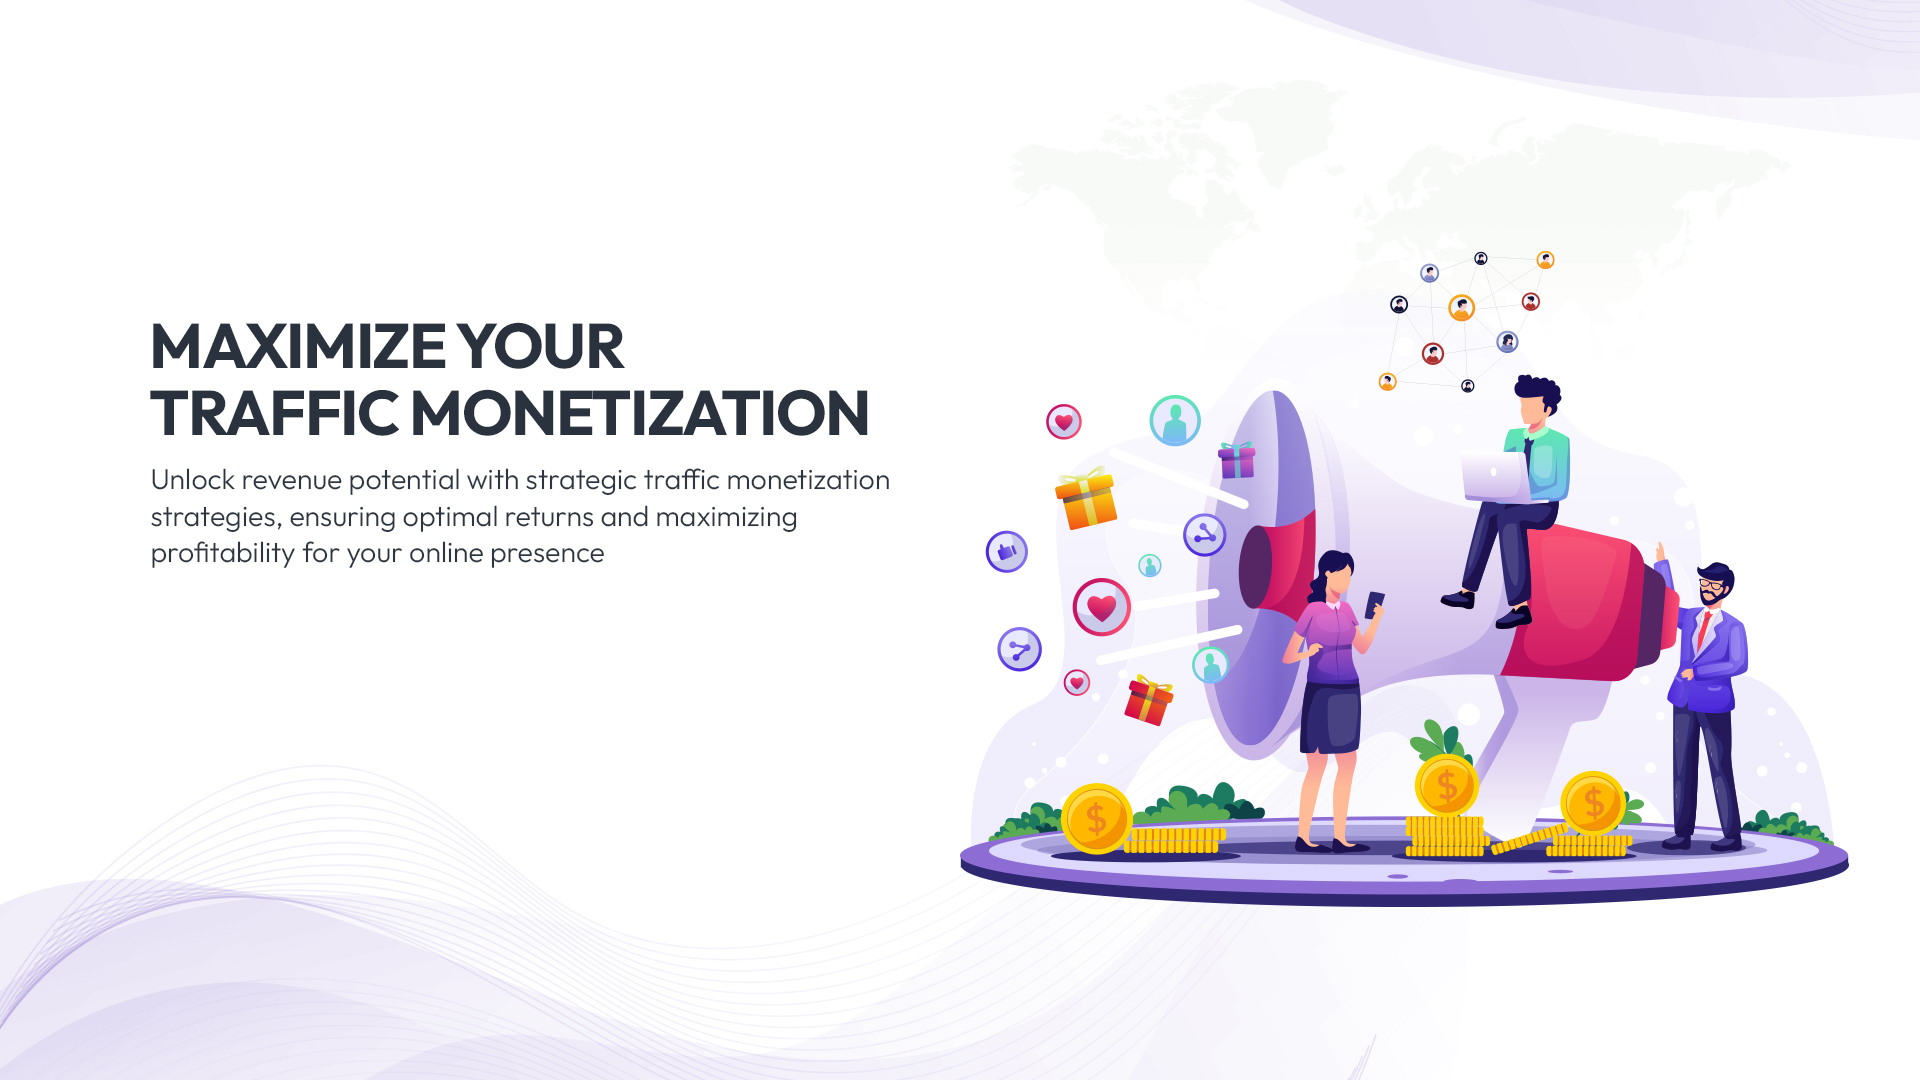 MAXIMIZE YOUR
TRAFFIC MONETIZATION
Unlock revenue potential with strategic traffic monetization
strategies, ensuring optimal returns and maximizing
profitability for your online presence
$
$
$